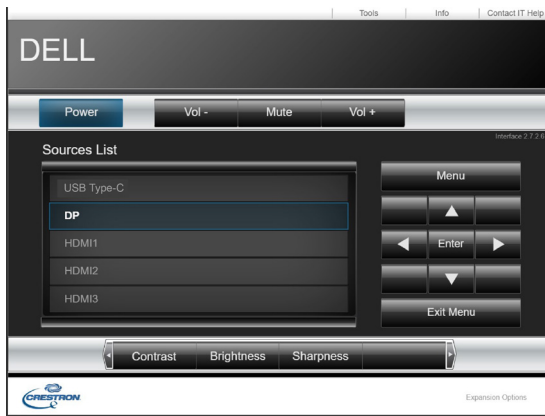 Tools Info Contact IT Help
DELL
Power Vol - Mute Vol +
Interface 2.7.2.6
Sources List
USB Type-C
DP
HDMI1
HDMI2
HDMI3
Menu
Enter
Exit Menu
Contrast Brightness Sharpness
CRESTRON
Expansion Options